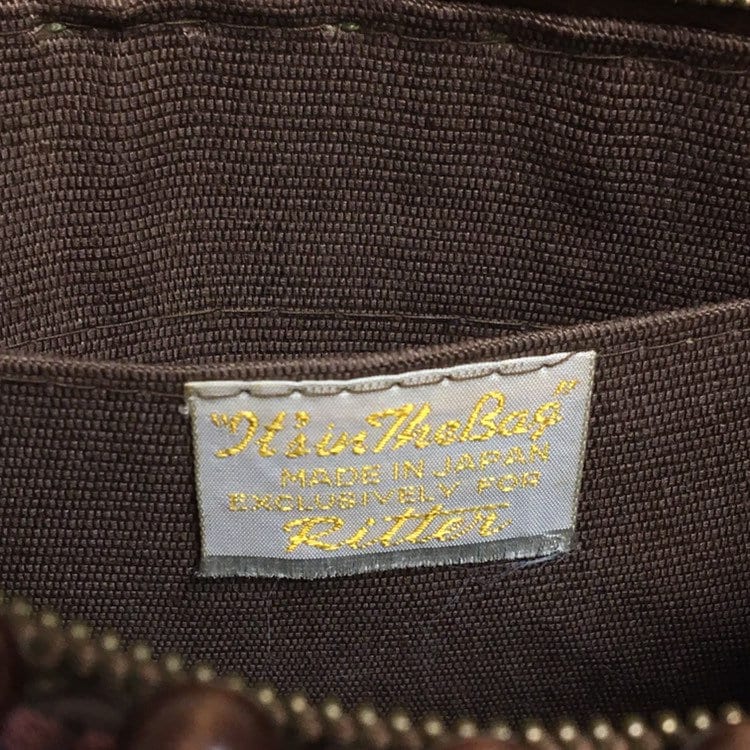 "It's in The Bag"
MADE IN JAPAN
EXCLUSIVELY FOR
Ritter